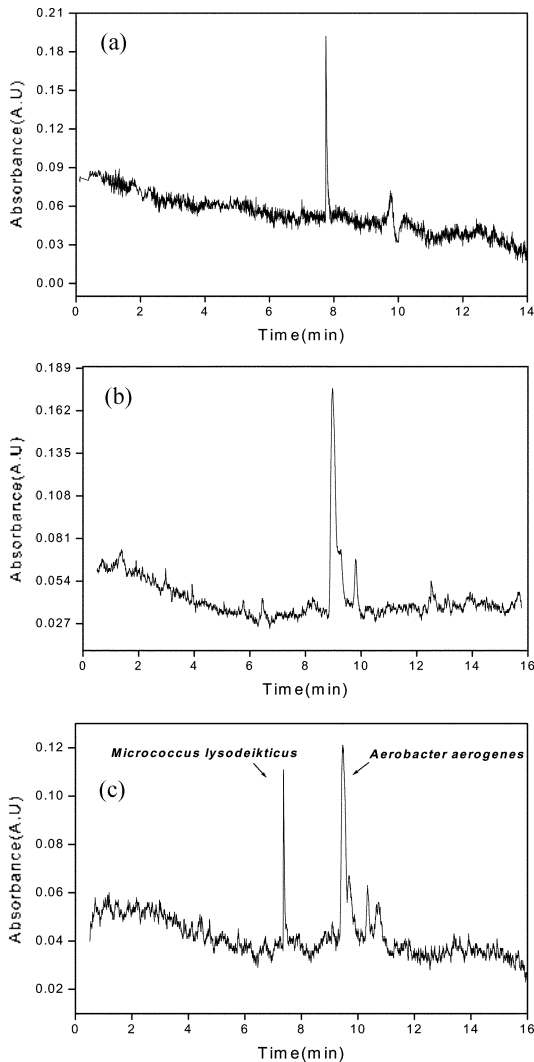 (a)
Absorbance(A.U)
0.21
0.18
0.15
0.12
0.09
0.06
0.03
0.00
0 2 4 6 8 10 12 14
Time(min)
(b)
Absorbance(A.U)
0.189
0.162
0.135
0.108
0.081
0.054
0.027
0 2 4 6 8 10 12 14 16
Time(min)
(c)
Micrococcus lysodeikticus
Aerobacter aerogenes
Absorbance(A.U)
0.12
0.10
0.08
0.06
0.04
0.02
0 2 4 6 8 10 12 14 16
Time(min)